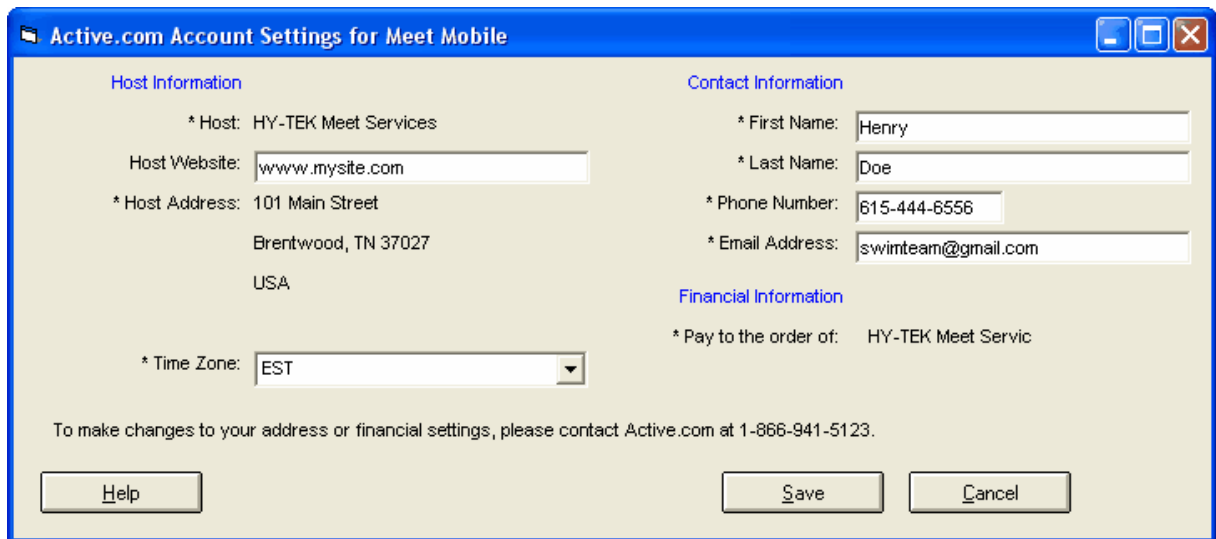 Active.com Account Settings for Meet Mobile
Host Information
* Host: HY-TEK Meet Services
Host Website: wwww.mysite.com
* Host Address: 101 Main Street
Brentwood, TN 37027
USA
* Time Zone: EST
Contact Information
* First Name: Henry
* Last Name: Doe
* Phone Number: 615-444-6556
* Email Address: swimteam@gmail.com
Financial Information
* Pay to the order of: HY-TEK Meet Servic
To make changes to your address or financial settings, please contact Active.com at 1-866-941-5123.
Help
Save
Cancel